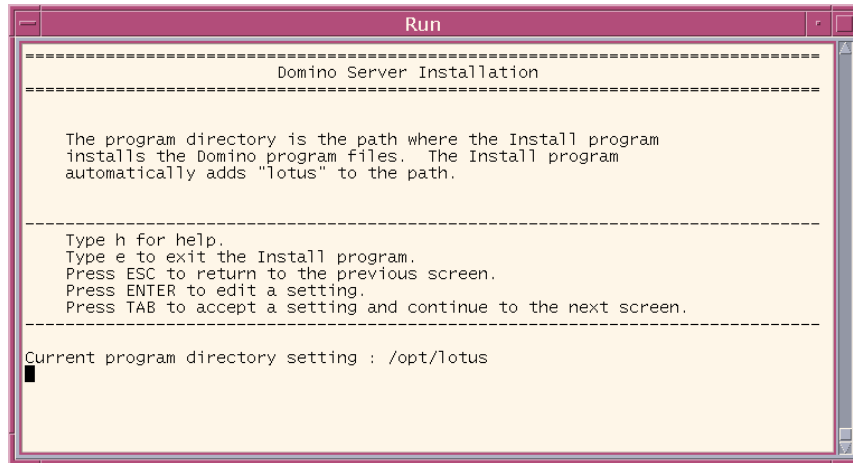 Run
================================================================================
Domino Server Installation
================================================================================
The program directory is the path where the Install program
installs the Domino program files.  The Install program
automatically adds "lotus" to the path.
--------------------------------------------------------------------------------
Type h for help.
Type e to exit the Install program.
Press ESC to return to the previous screen.
Press ENTER to edit a setting.
Press TAB to accept a setting and continue to the next screen.
--------------------------------------------------------------------------------
Current program directory setting : /opt/lotus